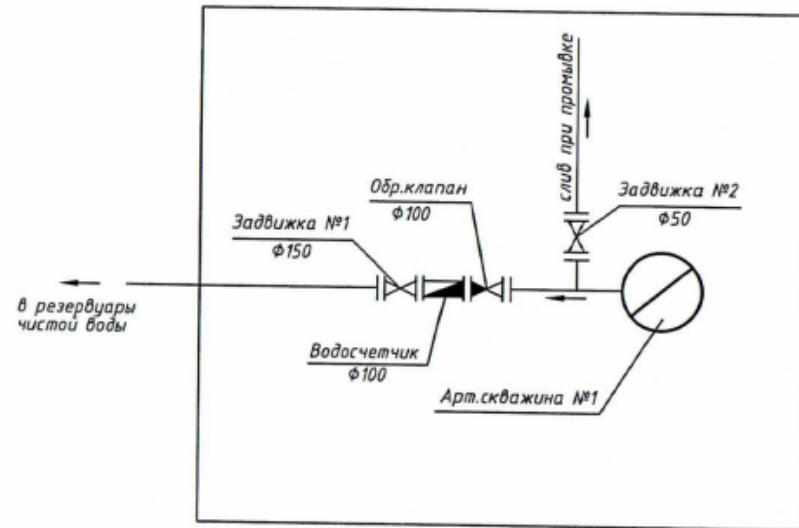 слив при промывке
Обр.клапан
Ф100
Задвижка №2
Ф50
Задвижка №1
Ф150
в резервуары
чистой воды
Водосчетчик
Ф100
Арт.скважина №1